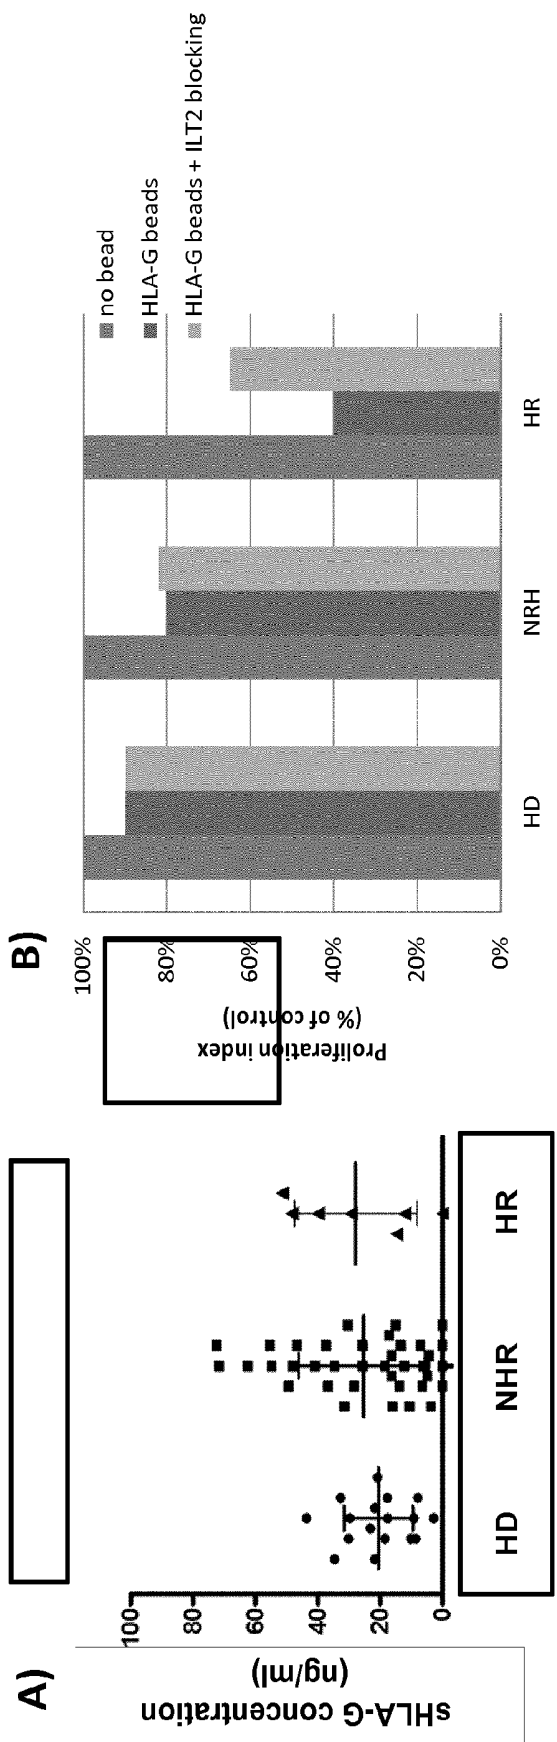 A)
sHLA-G concentration
(ng/ml)
100
80
60
40
20
0
HD
NHR
HR
B)
Proliferation index
(% of control)
100%
80%
60%
40%
20%
0%
HD
NRH
HR
no bead
HLA-G beads
HLA-G beads + ILT2 blocking